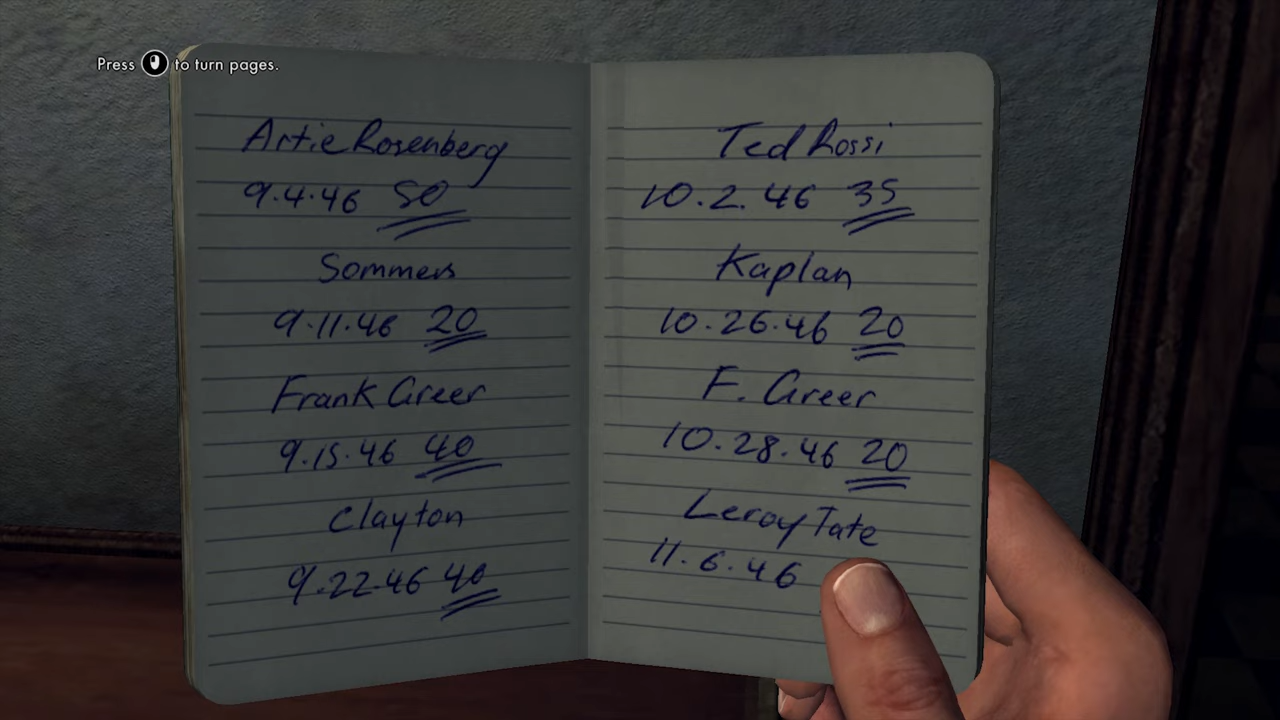 Press to turn pages.
Artie Rosenberg
9.4.46 50
Sommers
9.11.46 20
Frank Greer
9.15.46 40
Clayton
9.22.46 40
Ted Rossi
10.2.46 35
Kaplan
10.26.46 20
F. Greer
10.28.46 20
Leroy Tate
11.6.46